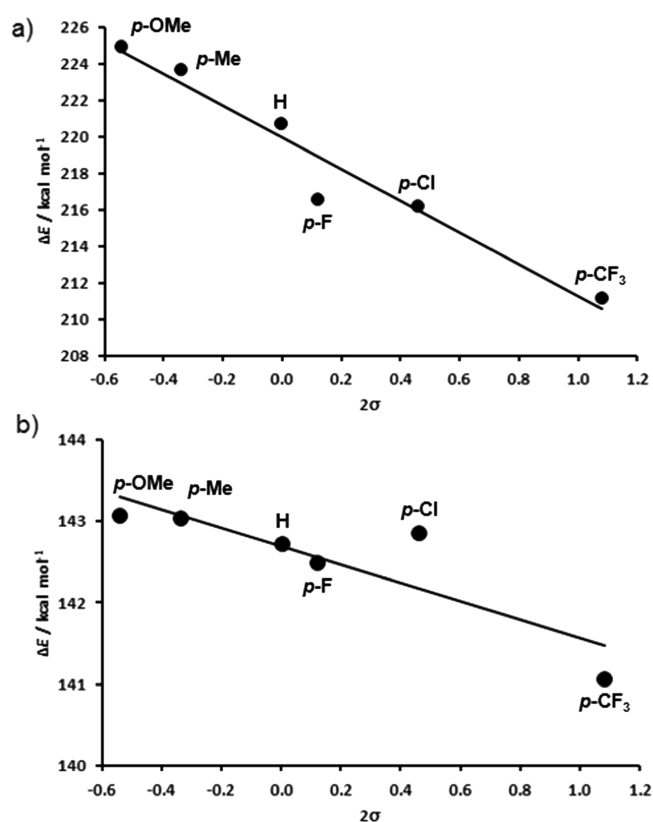 a)
226
224
222
220
218
216
214
212
210
208
ΔE / kcal mol⁻¹
p-OMe
p-Me
H
p-F
p-Cl
p-CF₃
-0.6 -0.4 -0.2 0.0 0.2 0.4 0.6 0.8 1.0 1.2
2σ
b)
144
143
142
141
140
ΔE / kcal mol⁻¹
p-OMe
p-Me
H
p-F
p-Cl
p-CF₃
-0.6 -0.4 -0.2 0.0 0.2 0.4 0.6 0.8 1.0 1.2
2σ